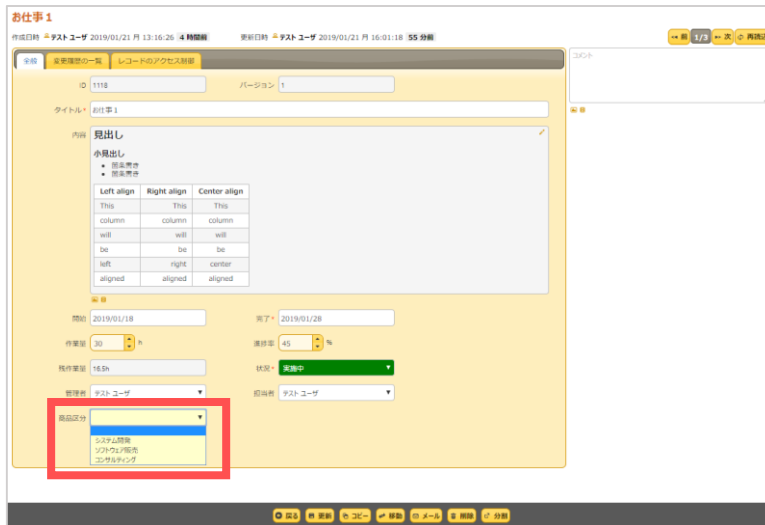 お仕事1
作成日時 テスト ユーザ 2019/01/21 月 13:16:26 4 時間前 更新日時 テスト ユーザ 2019/01/21 月 16:01:18 55 分前
前 1/3 次 再読込
全般 変更履歴の一覧 レコードのアクセス制御
コメント
ID 1118 バージョン 1
タイトル* お仕事1
内容 見出し
小見出し
• 箇条書き
• 箇条書き
Left align Right align Center align
This This This
column column column
will will will
be be be
left right center
aligned aligned aligned
開始 2019/01/18 完了* 2019/01/28
作業量 30 h 進捗率 45 %
残作業量 16.5h 状況* 実施中
管理者 テスト ユーザ 担当者 テスト ユーザ
商品区分
システム開発
ソフトウェア販売
コンサルティング
戻る 更新 コピー 移動 メール 削除 分割